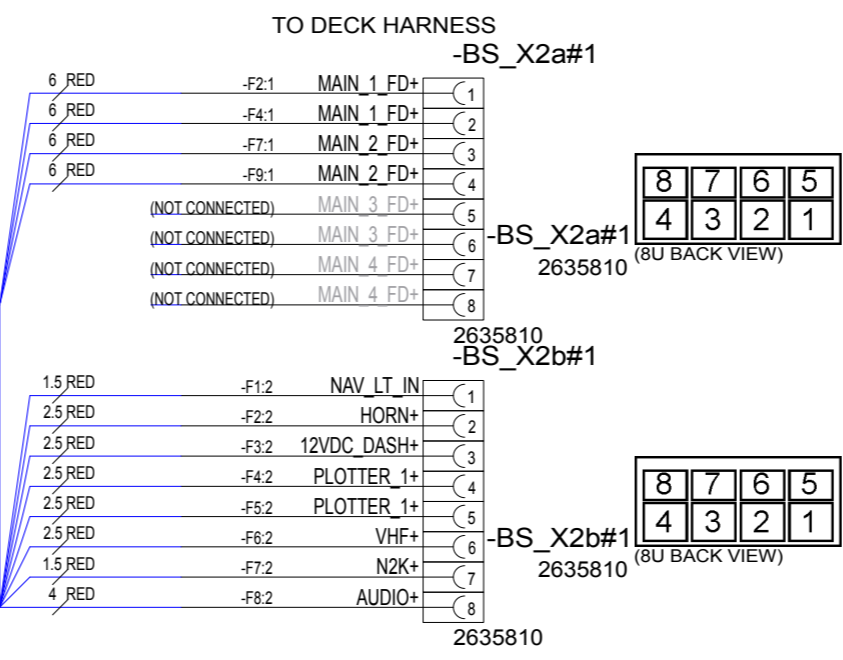 TO DECK HARNESS
-BS_X2a#1
6 RED -F2:1 MAIN_1_FD+ 1
6 RED -F4:1 MAIN_1_FD+ 2
6 RED -F7:1 MAIN_2_FD+ 3
6 RED -F9:1 MAIN_2_FD+ 4
(NOT CONNECTED) MAIN_3_FD+ 5
(NOT CONNECTED) MAIN_3_FD+ 6
(NOT CONNECTED) MAIN_4_FD+ 7
(NOT CONNECTED) MAIN_4_FD+ 8
2635810
8 7 6 5
4 3 2 1
-BS_X2a#1
2635810
(8U BACK VIEW)
-BS_X2b#1
1.5 RED -F1:2 NAV_LT_IN 1
2.5 RED -F2:2 HORN+ 2
2.5 RED -F3:2 12VDC_DASH+ 3
2.5 RED -F4:2 PLOTTER_1+ 4
2.5 RED -F5:2 PLOTTER_1+ 5
2.5 RED -F6:2 VHF+ 6
1.5 RED -F7:2 N2K+ 7
4 RED -F8:2 AUDIO+ 8
2635810
8 7 6 5
4 3 2 1
-BS_X2b#1
2635810
(8U BACK VIEW)